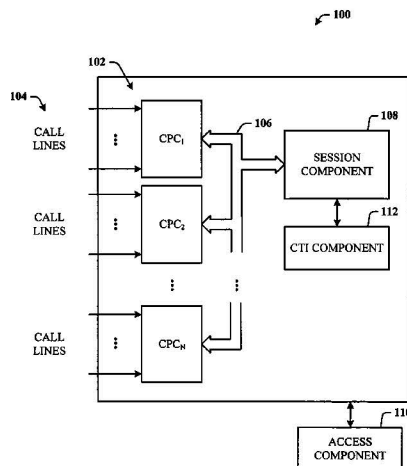 100
102
104
106
108
CALL
LINES
CPC1
SESSION
COMPONENT
CALL
LINES
CPC2
112
CTI COMPONENT
CALL
LINES
CPCN
110
ACCESS
COMPONENT